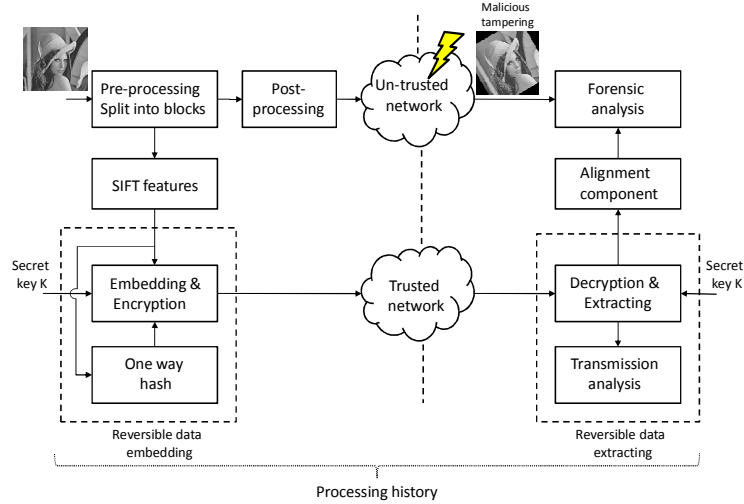 Malicious
tampering
Pre-processing
Split into blocks
Post-
processing
Un-trusted
network
Forensic
analysis
SIFT features
Alignment
component
Secret
key K
Embedding &
Encryption
Trusted
network
Decryption &
Extracting
Secret
key K
One way
hash
Transmission
analysis
Reversible data
embedding
Reversible data
extracting
Processing history